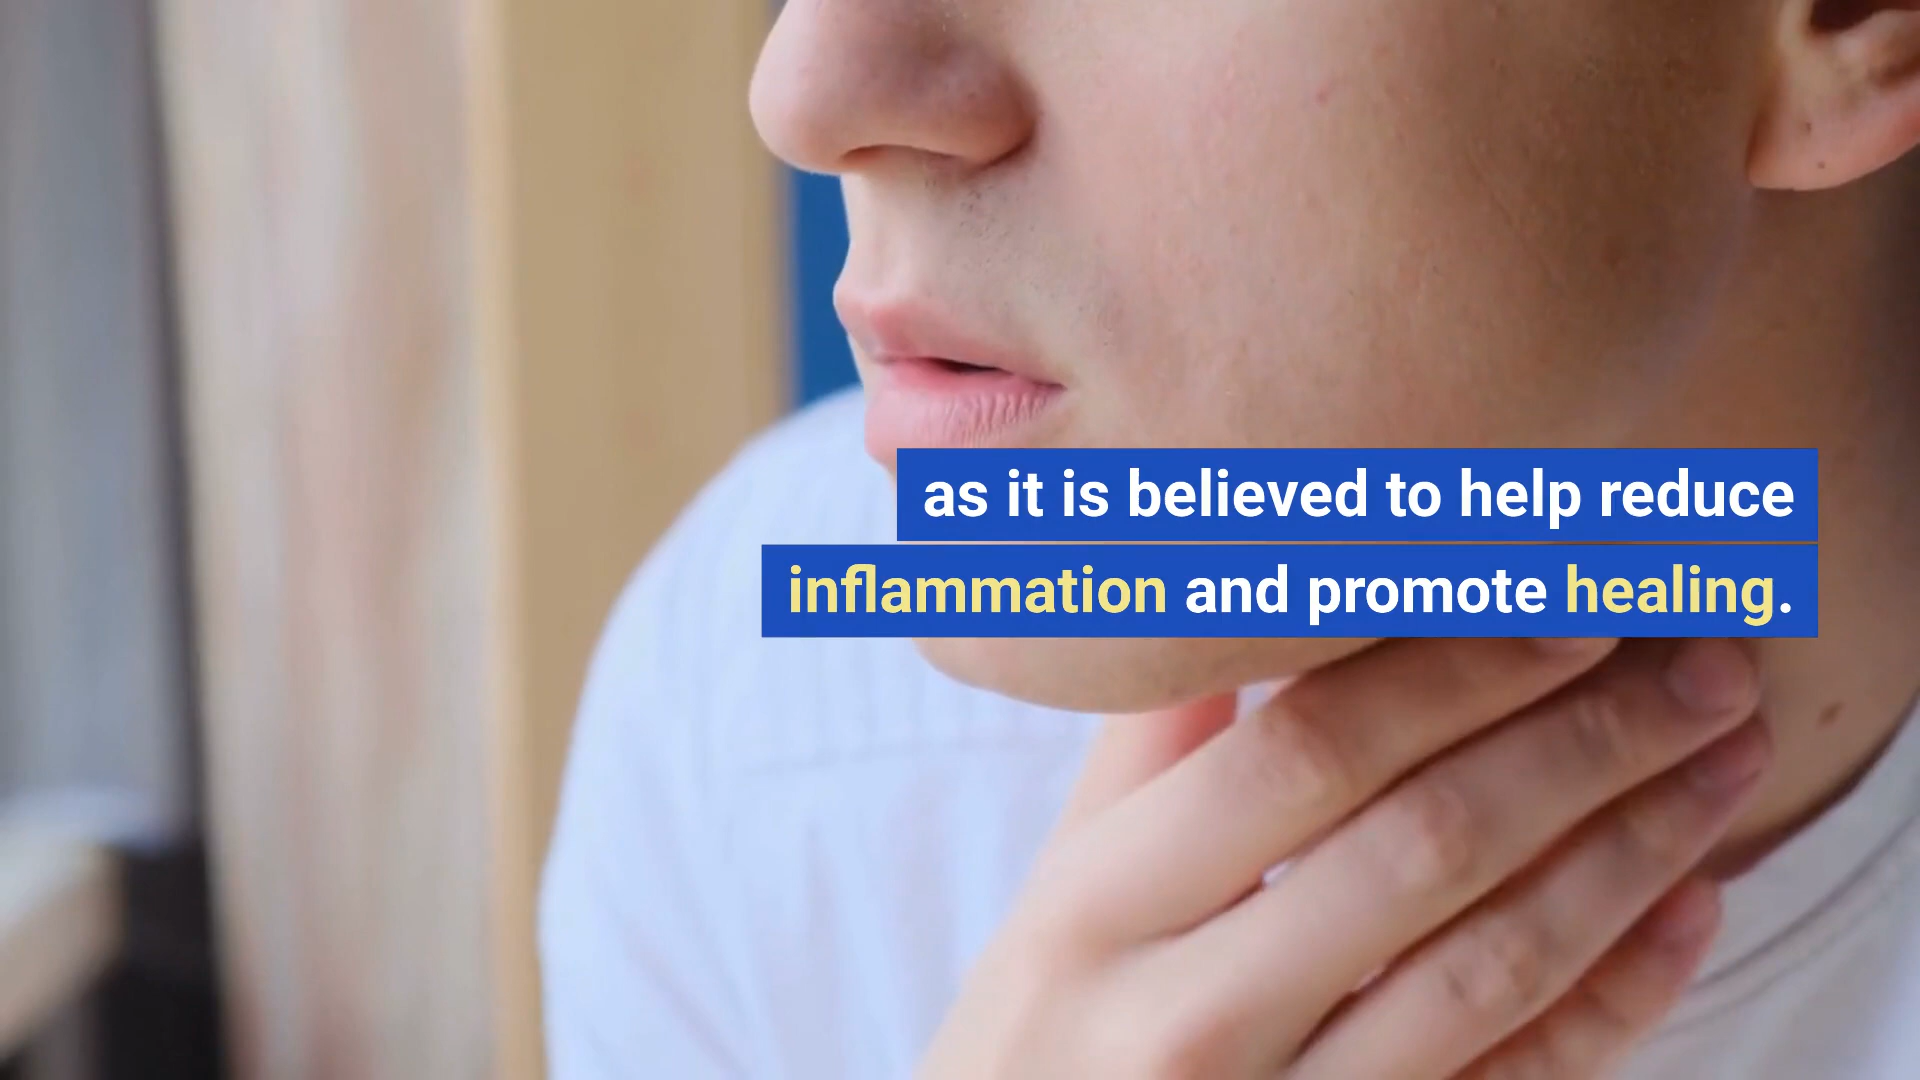 as it is believed to help reduce
inflammation and promote healing.